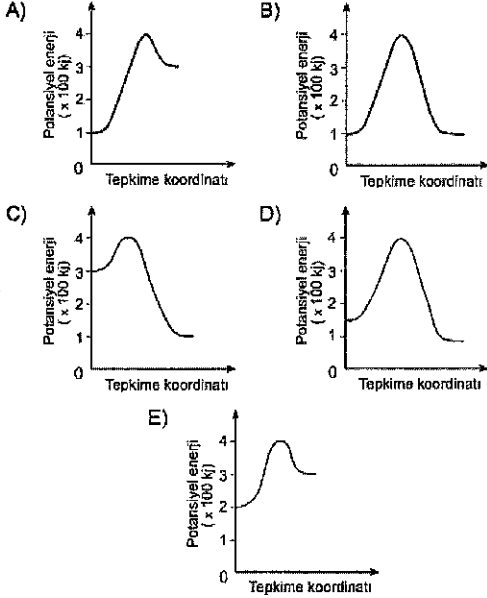 A)
Potansiyel enerji
( x 100 kj)
4
3
2
1
0
Tepkime koordinatı
B)
Potansiyel enerji
( x 100 kj)
4
3
2
1
0
Tepkime koordinatı
C)
Potansiyel enerji
( x 100 kj)
4
3
2
1
0
Tepkime koordinatı
D)
Potansiyel enerji
( x 100 kj)
4
3
2
1
0
Tepkime koordinatı
E)
Potansiyel enerji
( x 100 kj)
4
3
2
1
0
Tepkime koordinatı